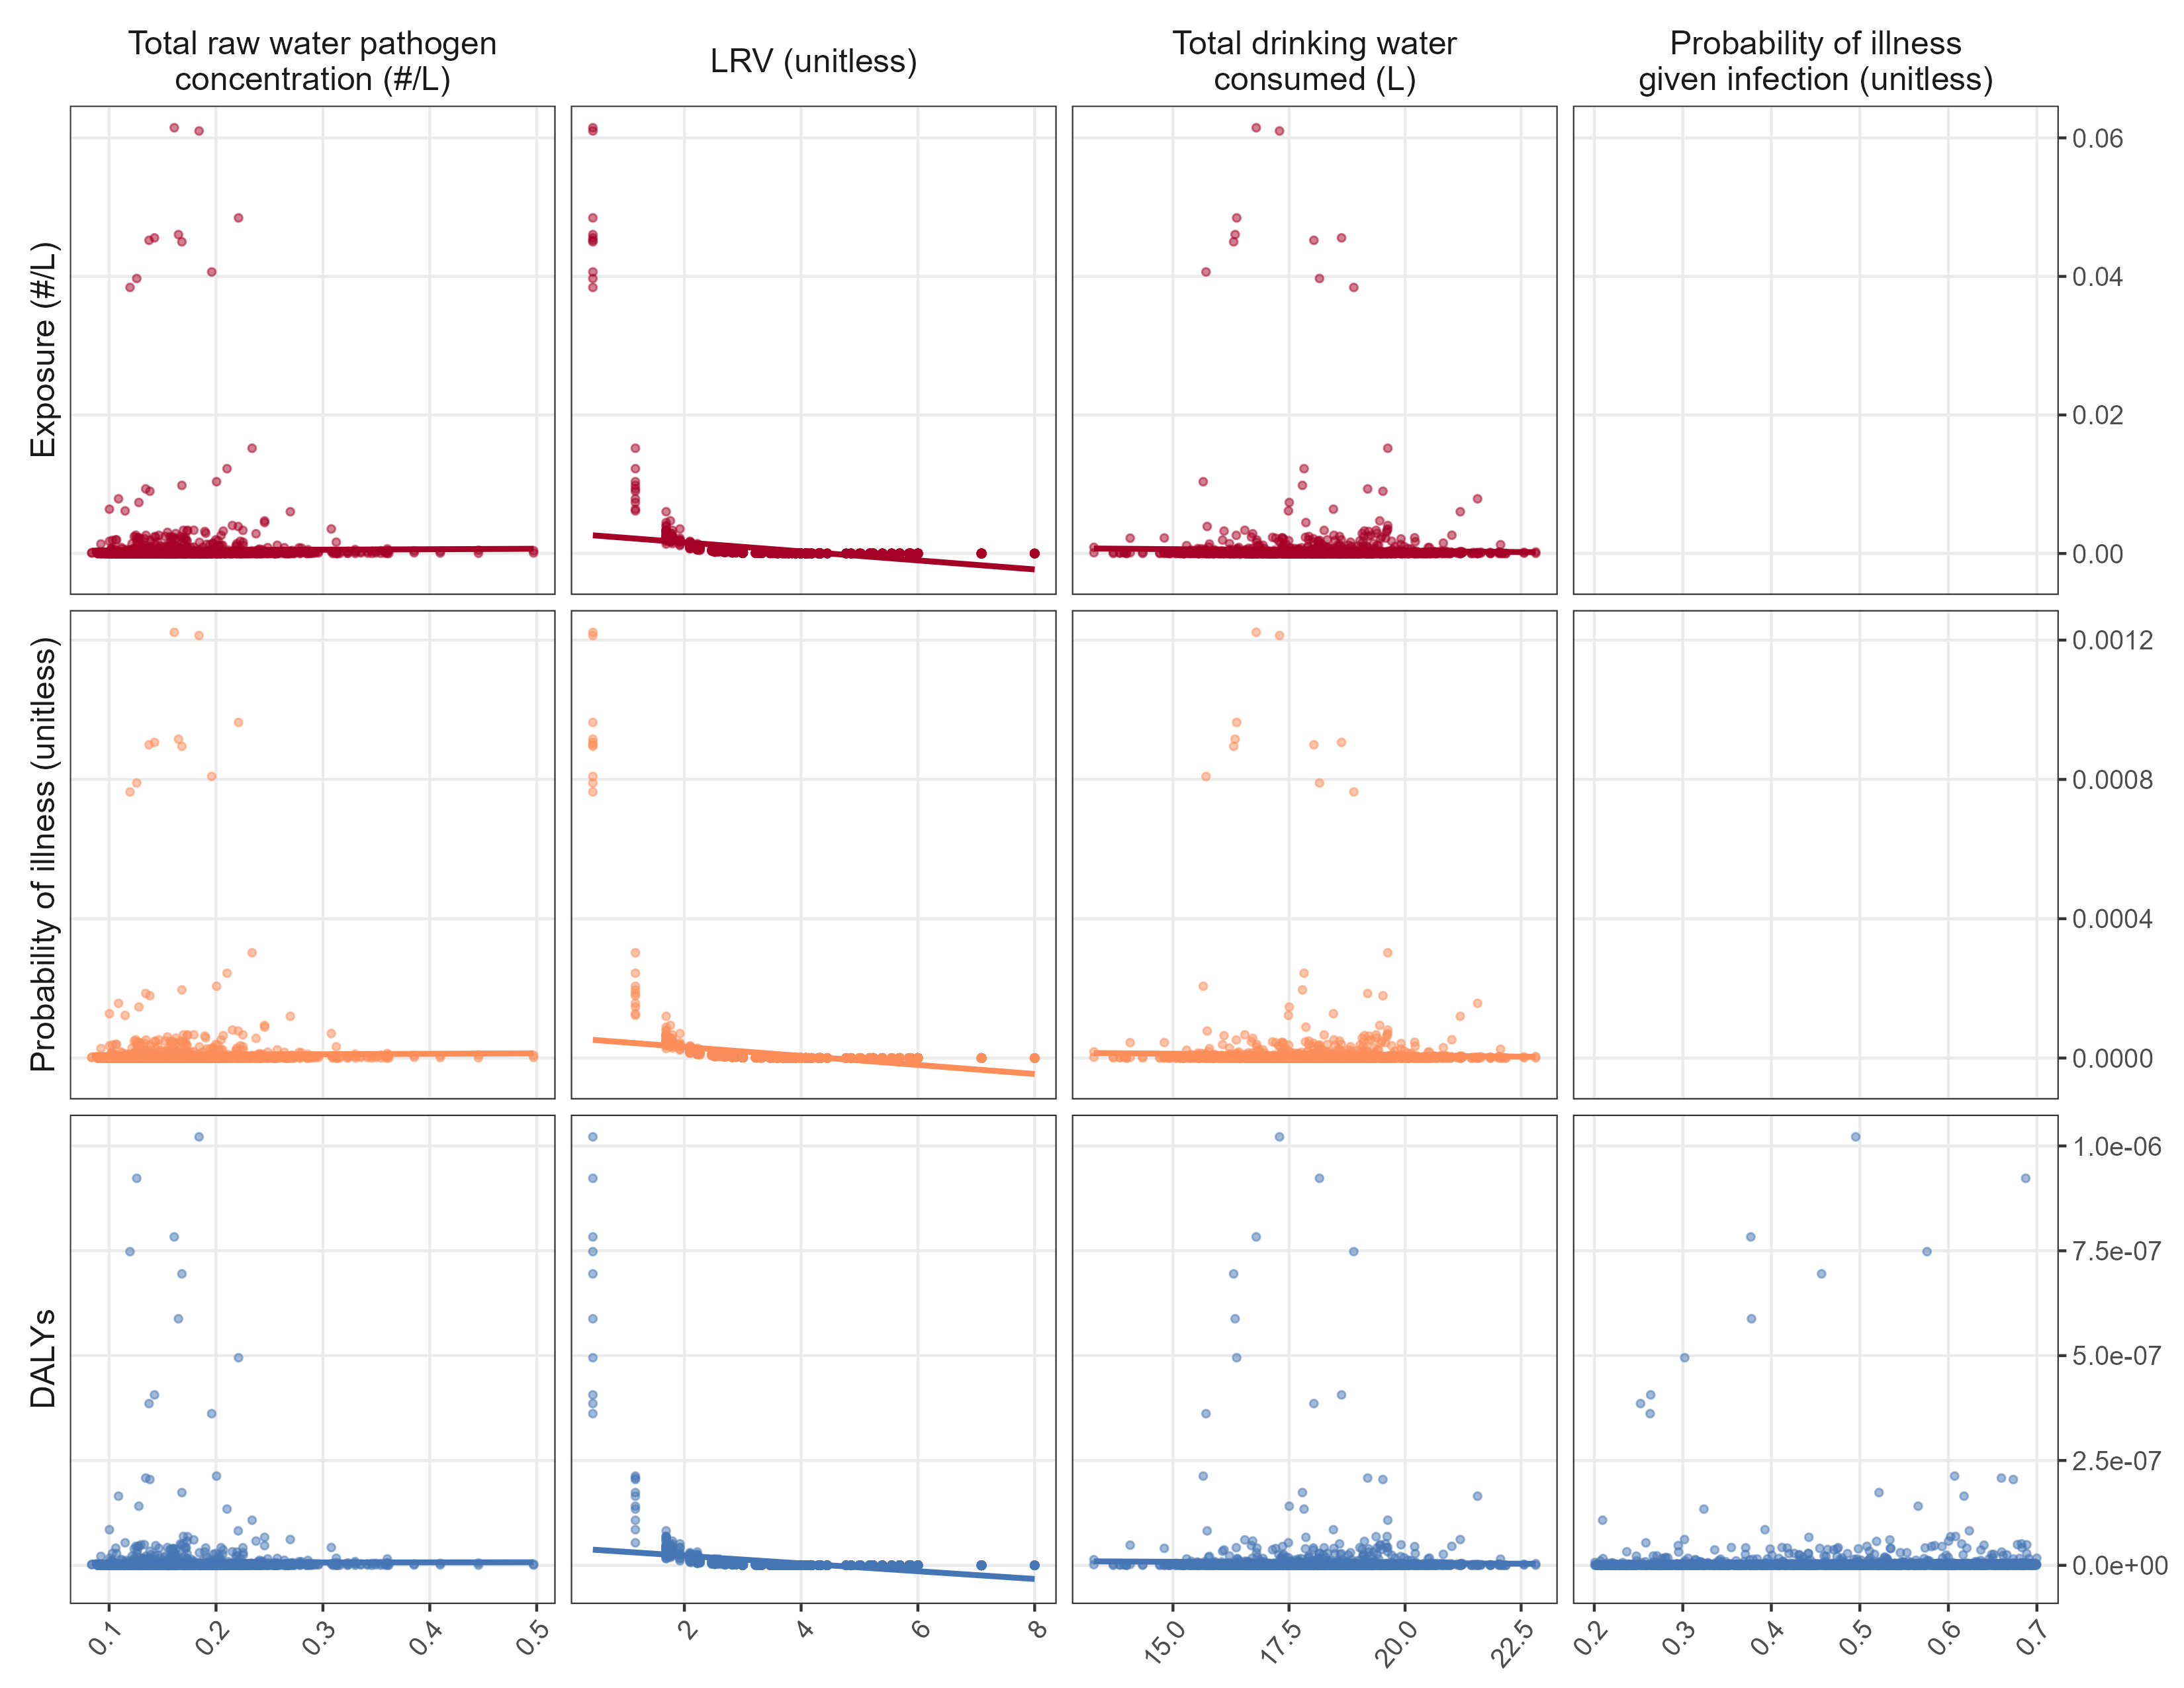 Total raw water pathogen
concentration (#/L)
LRV (unitless)
Total drinking water
consumed (L)
Probability of illness
given infection (unitless)
Exposure (#/L)
0.06
0.04
0.02
0.00
Probability of illness (unitless)
0.0012
0.0008
0.0004
0.0000
DALYs
1.0e-06
7.5e-07
5.0e-07
2.5e-07
0.0e+00
0.1 0.2 0.3 0.4 0.5
2 4 6 8
15.0 17.5 20.0 22.5
0.2 0.3 0.4 0.5 0.6 0.7